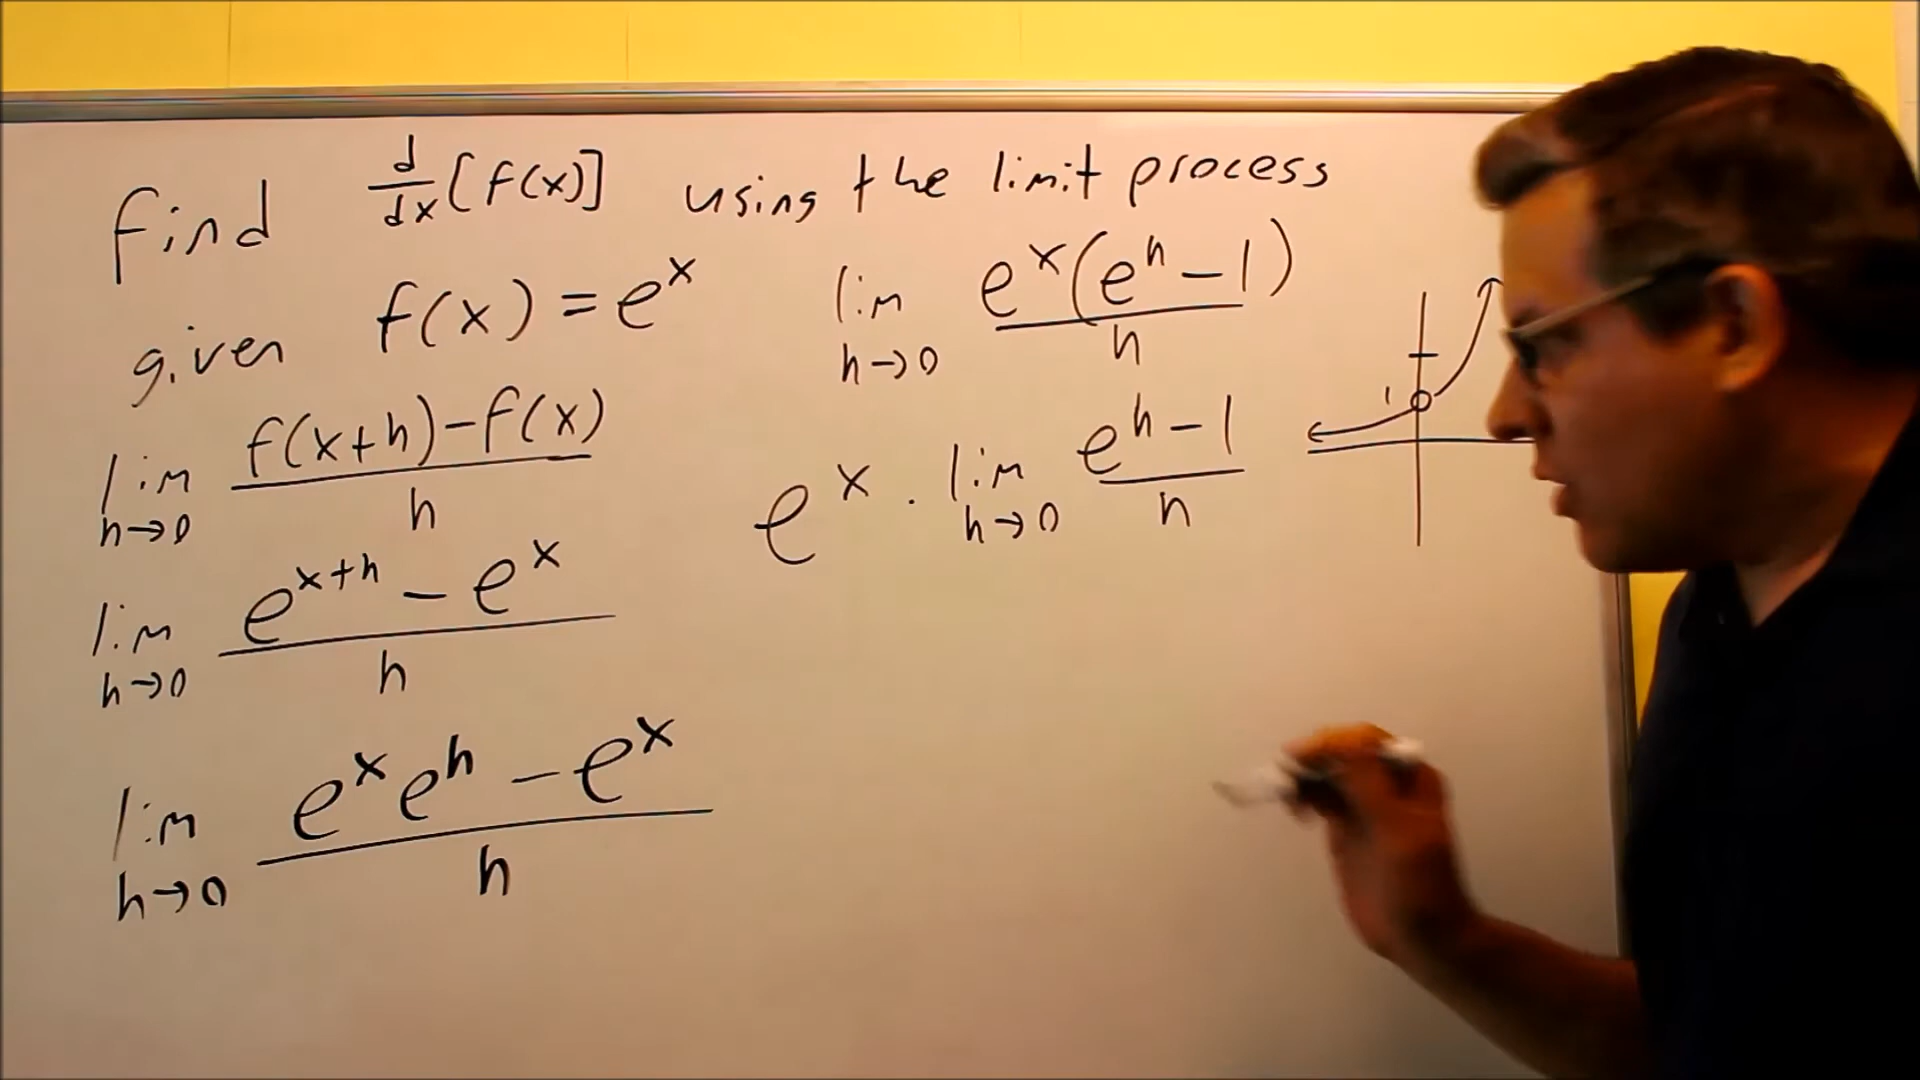 find d/dx [f(x)] using the limit process
given f(x) = e^x
lim h→0 f(x+h)-f(x) / h
lim h→0 e^(x+h) - e^x / h
lim h→0 e^x e^h - e^x / h
lim h→0 e^x(e^h - 1) / h
e^x · lim h→0 e^h - 1 / h
1